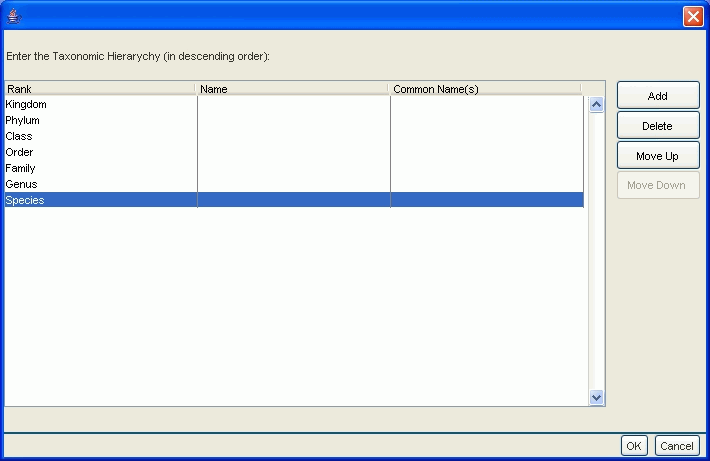 Enter the Taxonomic Hierarychy (in descending order):
Rank Name Common Name(s)
Kingdom
Phylum
Class
Order
Family
Genus
Species
Add
Delete
Move Up
Move Down
OK Cancel